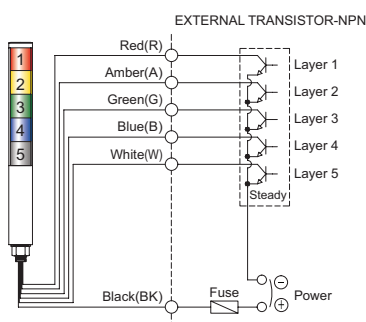 EXTERNAL TRANSISTOR-NPN
Red(R)
Amber(A)
Green(G)
Blue(B)
White(W)
Black(BK)
1
2
3
4
5
Layer 1
Layer 2
Layer 3
Layer 4
Layer 5
Steady
Fuse
−
+
Power